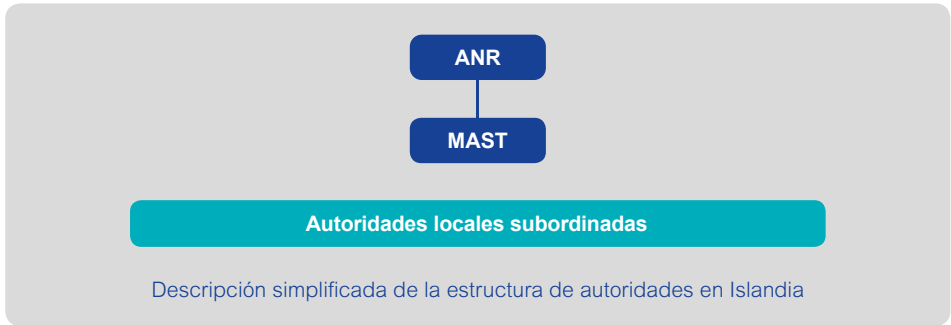 ANR
MAST
Autoridades locales subordinadas
Descripción simplificada de la estructura de autoridades en Islandia